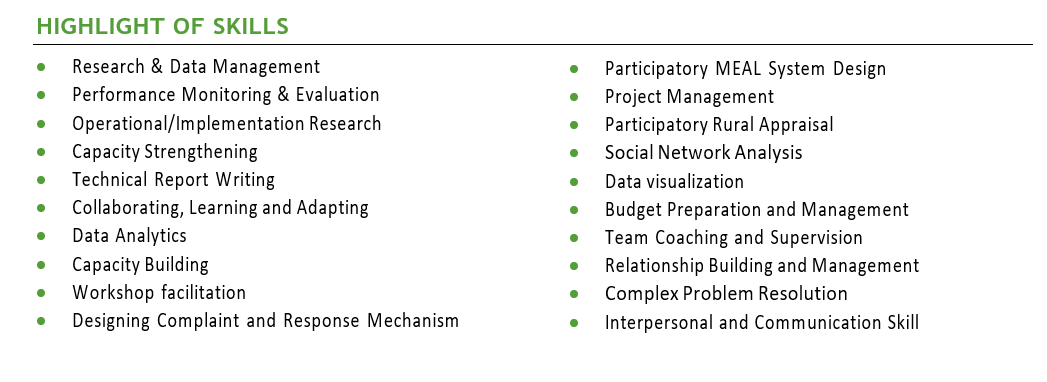 HIGHLIGHT OF SKILLS
Research & Data Management
Performance Monitoring & Evaluation
Operational/Implementation Research
Capacity Strengthening
Technical Report Writing
Collaborating, Learning and Adapting
Data Analytics
Capacity Building
Workshop facilitation
Designing Complaint and Response Mechanism
Participatory MEAL System Design
Project Management
Participatory Rural Appraisal
Social Network Analysis
Data visualization
Budget Preparation and Management
Team Coaching and Supervision
Relationship Building and Management
Complex Problem Resolution
Interpersonal and Communication Skill